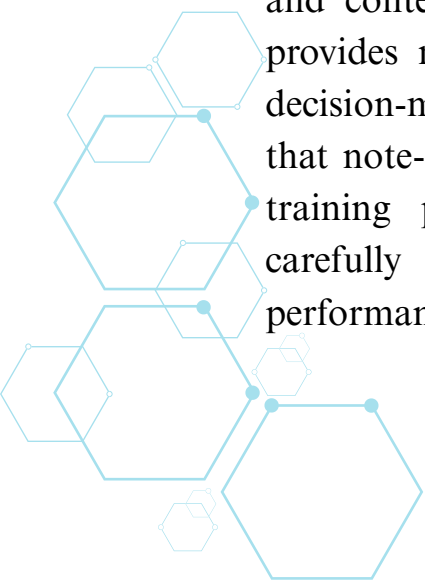 and conte
provides r
decision-m
that note-
training p
carefully
performan